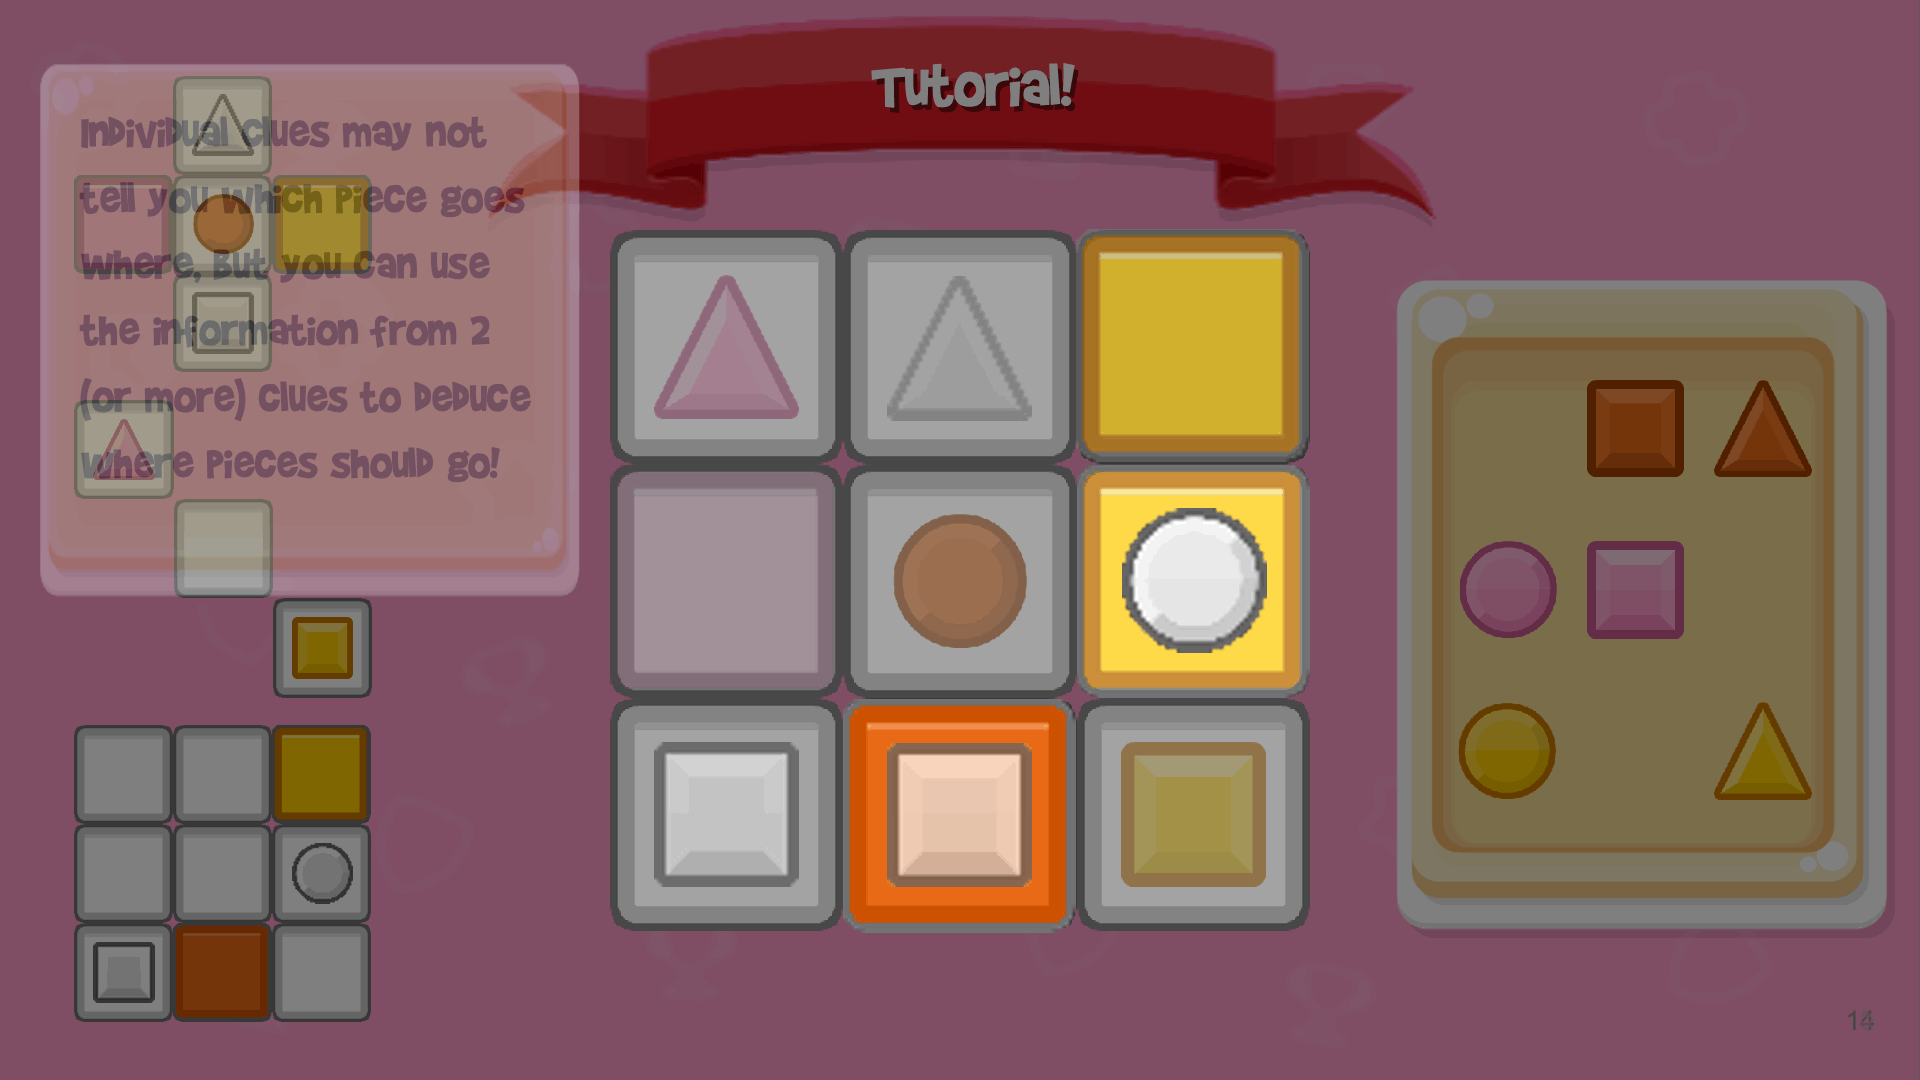 Tutorial!
Individual clues may not
tell you which piece goes
where, but you can use
the information from 2
(or more) clues to deduce
where pieces should go!
14